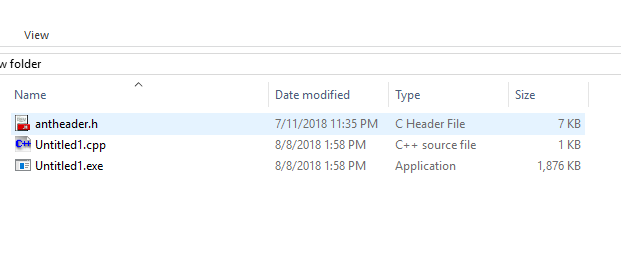 View
w folder
Name Date modified Type Size
antheader.h 7/11/2018 11:35 PM C Header File 7 KB
Untitled1.cpp 8/8/2018 1:58 PM C++ source file 1 KB
Untitled1.exe 8/8/2018 1:58 PM Application 1,876 KB